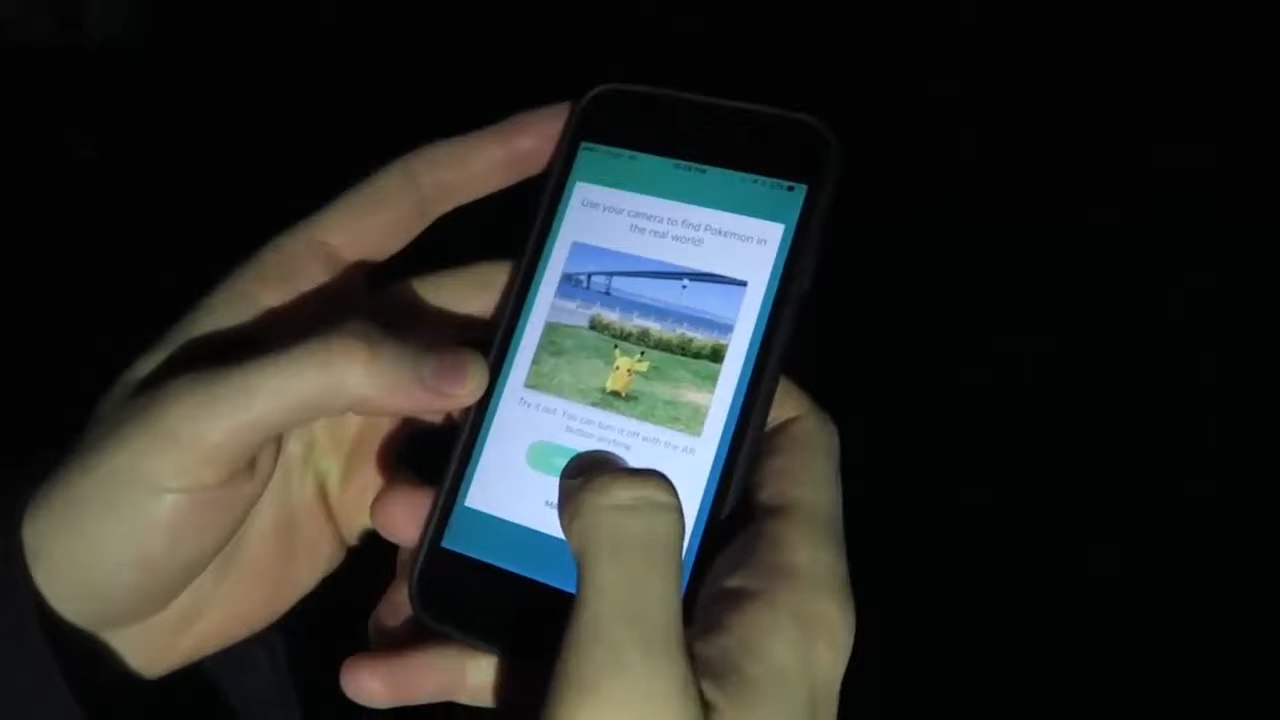 Use your camera to find Pokémon in
the real world!
Try it out. You can turn it off with the AR
button anytime.